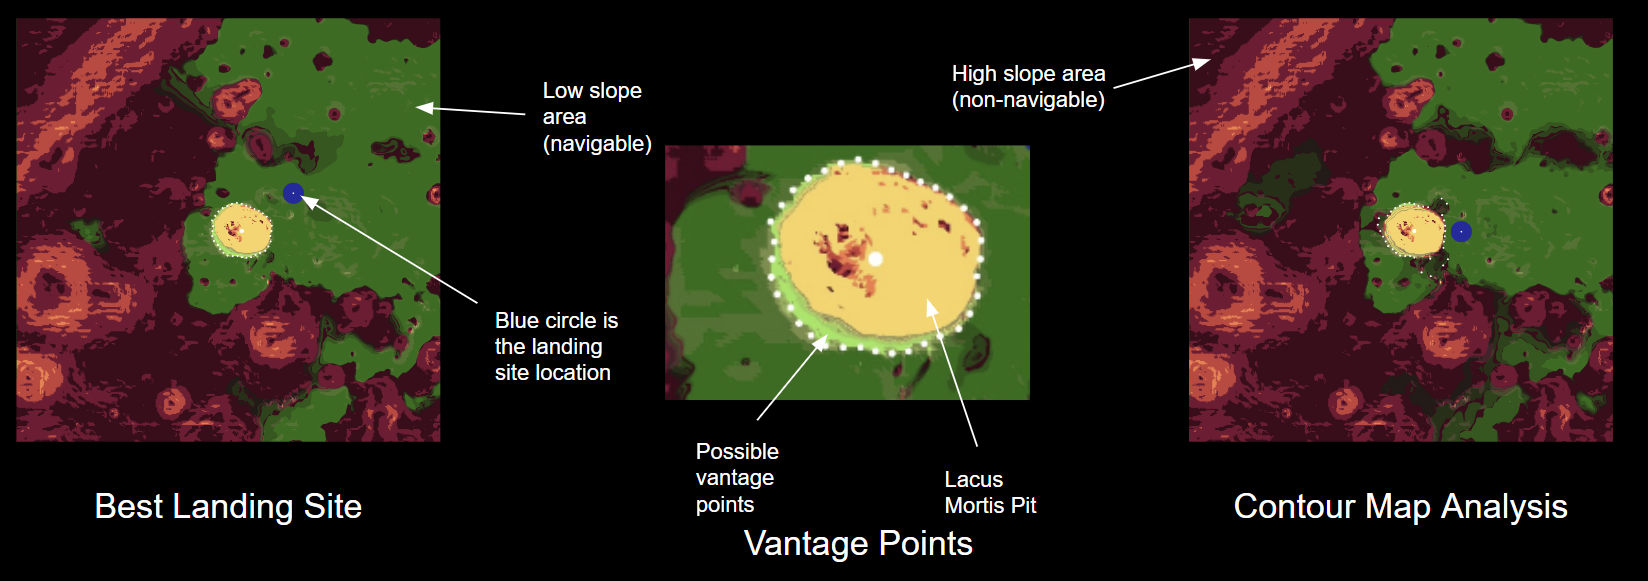 Low slope
area
(navigable)
High slope area
(non-navigable)
Blue circle is
the landing
site location
Possible
vantage
points
Lacus
Mortis Pit
Best Landing Site
Vantage Points
Contour Map Analysis